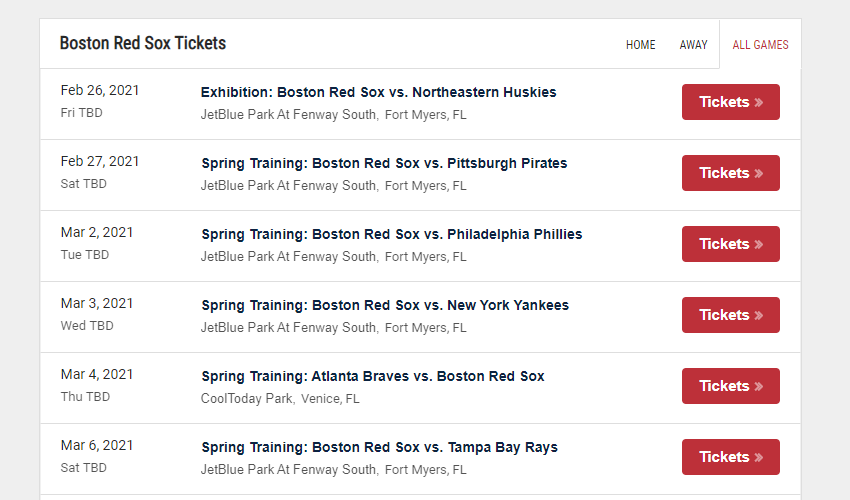 Boston Red Sox Tickets
HOME AWAY ALL GAMES
Feb 26, 2021
Fri TBD
Exhibition: Boston Red Sox vs. Northeastern Huskies
JetBlue Park At Fenway South, Fort Myers, FL
Tickets »
Feb 27, 2021
Sat TBD
Spring Training: Boston Red Sox vs. Pittsburgh Pirates
JetBlue Park At Fenway South, Fort Myers, FL
Tickets »
Mar 2, 2021
Tue TBD
Spring Training: Boston Red Sox vs. Philadelphia Phillies
JetBlue Park At Fenway South, Fort Myers, FL
Tickets »
Mar 3, 2021
Wed TBD
Spring Training: Boston Red Sox vs. New York Yankees
JetBlue Park At Fenway South, Fort Myers, FL
Tickets »
Mar 4, 2021
Thu TBD
Spring Training: Atlanta Braves vs. Boston Red Sox
CoolToday Park, Venice, FL
Tickets »
Mar 6, 2021
Sat TBD
Spring Training: Boston Red Sox vs. Tampa Bay Rays
JetBlue Park At Fenway South, Fort Myers, FL
Tickets »